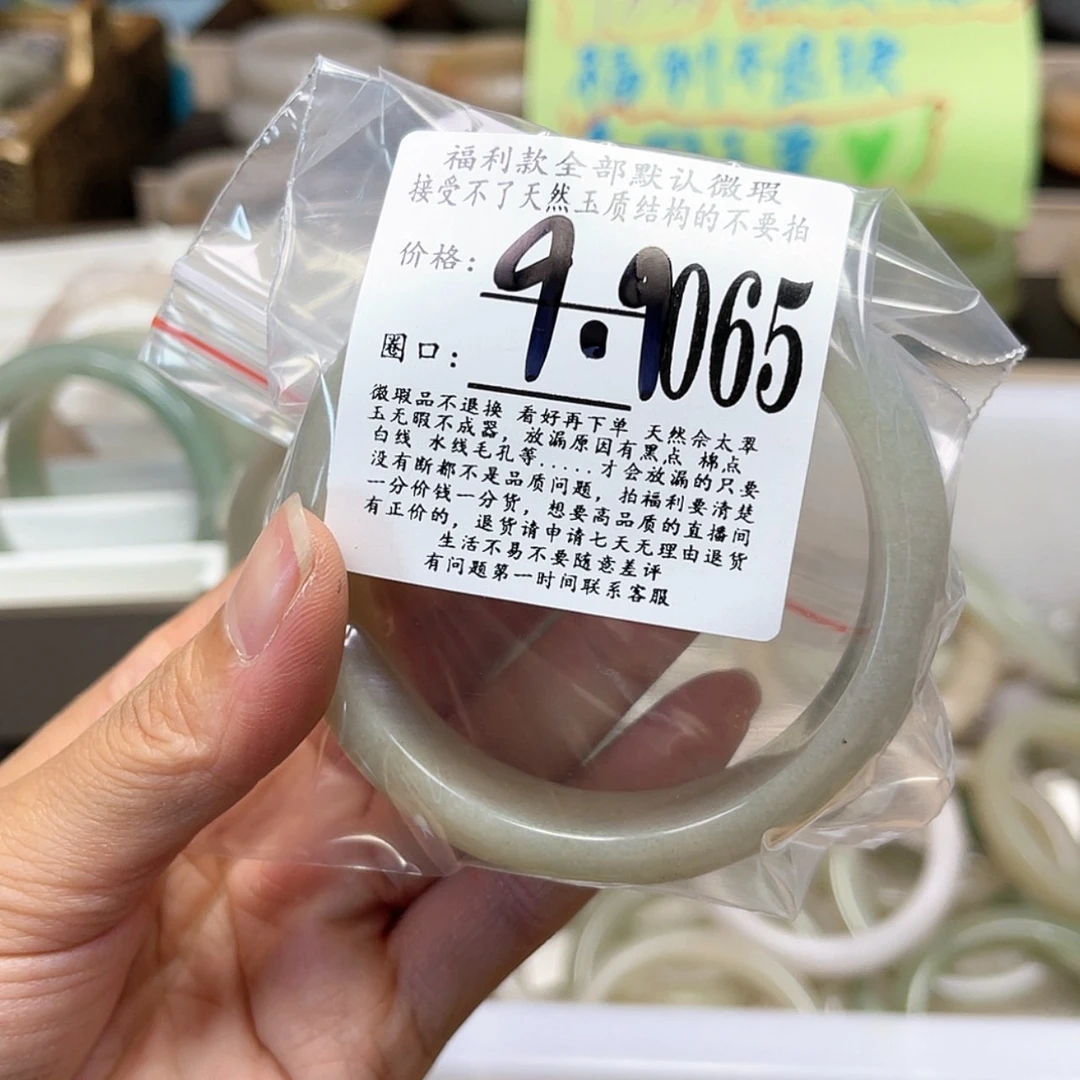 福利不退换
福利款全部默认微瑕
接受不了天然玉质结构的不要拍
价格：
9.9
065
圈口：
微瑕品不退换 看好再下单 天然佘太翠
玉无暇不成器，放漏原因有黑点 棉点
白线 水线毛孔等......才会放漏的只要
没有断都不是品质问题，拍福利要清楚
一分价钱一分货，想要高品质的直播间
有正价的，退货请申请七天无理由退货
生活不易不要随意差评
有问题第一时间联系客服